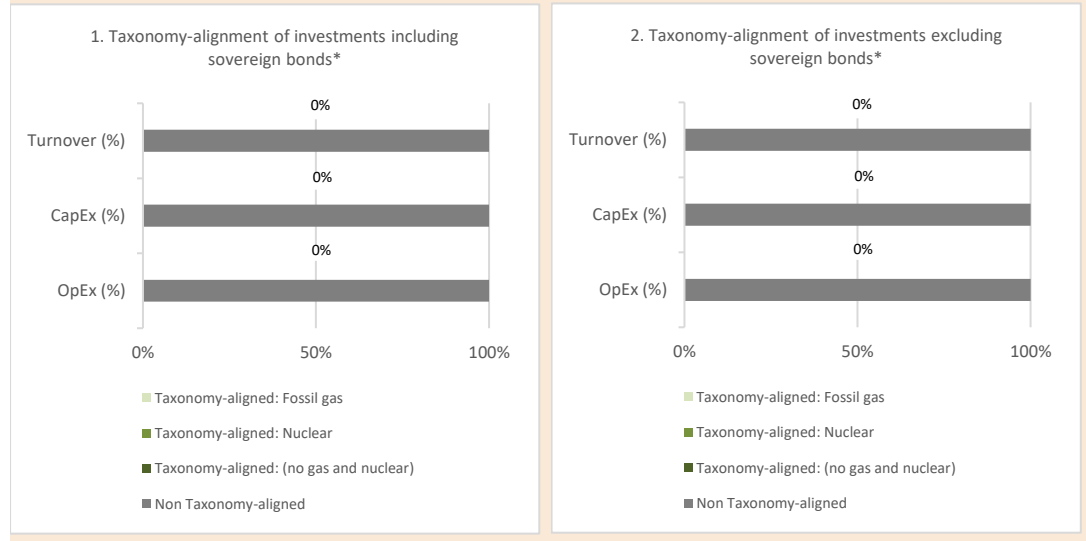 1. Taxonomy-alignment of investments including
sovereign bonds*
0%
Turnover (%)
0%
CapEx (%)
0%
OpEx (%)
0%
50%
100%
Taxonomy-aligned: Fossil gas
Taxonomy-aligned: Nuclear
Taxonomy-aligned: (no gas and nuclear)
Non Taxonomy-aligned
2. Taxonomy-alignment of investments excluding
sovereign bonds*
0%
Turnover (%)
0%
CapEx (%)
0%
OpEx (%)
0%
50%
100%
Taxonomy-aligned: Fossil gas
Taxonomy-aligned: Nuclear
Taxonomy-aligned: (no gas and nuclear)
Non Taxonomy-aligned